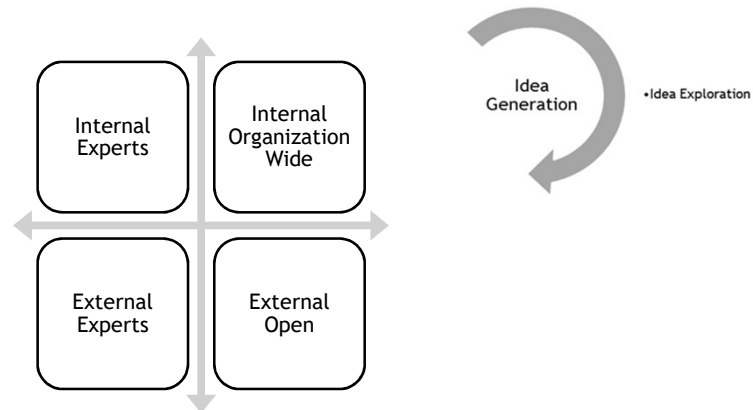 Internal
Experts
Internal
Organization
Wide
External
Experts
External
Open
Idea
Generation
•Idea Exploration